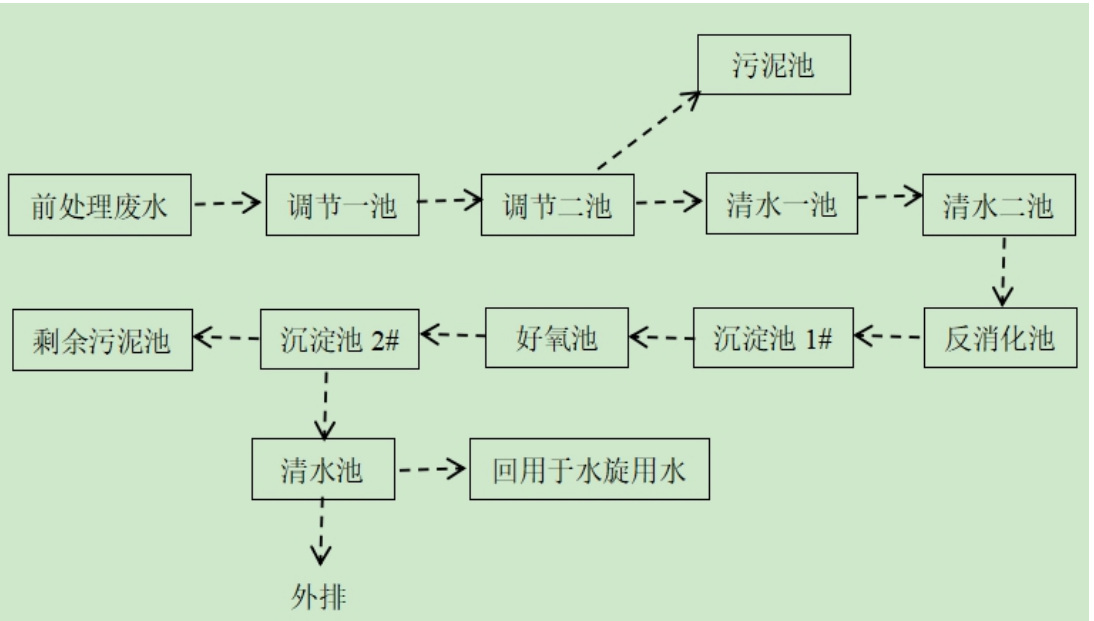 污泥池
前处理废水
调节一池
调节二池
清水一池
清水二池
剩余污泥池
沉淀池 2#
好氧池
沉淀池 1#
反消化池
清水池
回用于水旋用水
外排